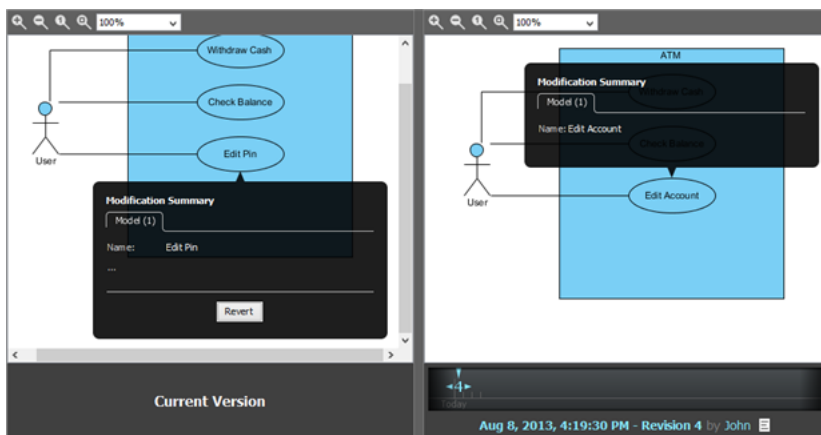 100%
Withdraw Cash
Check Balance
Edit Pin
User
Modification Summary
Model (1)
Name: Edit Pin
...
Revert
Current Version
100%
ATM
Modification Summary
Withdraw Cash
Model (1)
Name: Edit Account
Check Balance
Edit Account
User
4
Today
Aug 8, 2013, 4:19:30 PM - Revision 4 by John